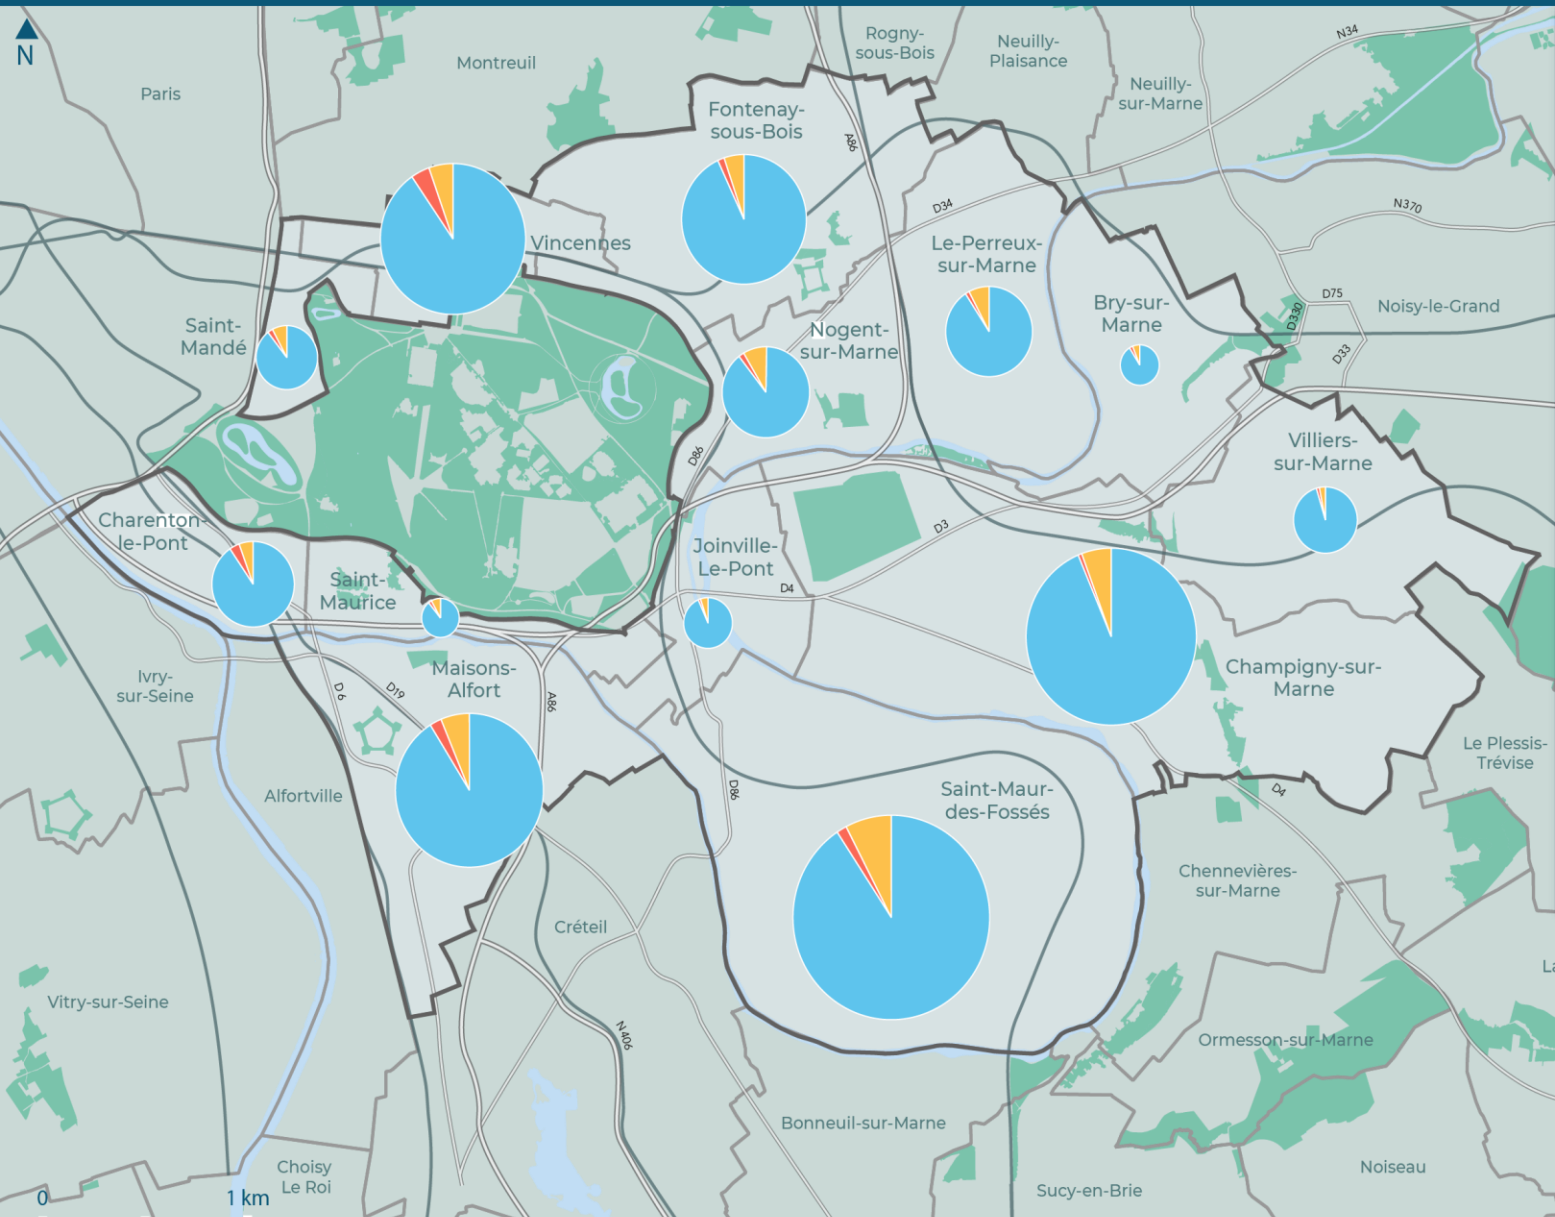 N
Paris
Montreuil
Rogny-
sous-Bois
Neuilly-
Plaisance
N34
Neuilly-
sur-Marne
Fontenay-
sous-Bois
A86
D34
N370
Vincennes
Le-Perreux-
sur-Marne
Bry-sur-
Marne
D75
D330
D33
Noisy-le-Grand
Saint-
Mandé
Nogent-
sur-Marne
D86
Villiers-
sur-Marne
Charenton-
le-Pont
Joinville-
Le-Pont
D3
D4
Saint-
Maurice
Ivry-
sur-Seine
D 6
D19
Maisons-
Alfort
A86
Champigny-sur-
Marne
Le Plessis-
Trévise
Alfortville
D86
Saint-Maur-
des-Fossés
D4
Chennevières-
sur-Marne
Créteil
La
Vitry-sur-Seine
N406
Ormesson-sur-Marne
Bonneuil-sur-Marne
Choisy
Le Roi
Noiseau
Sucy-en-Brie
0
1 km